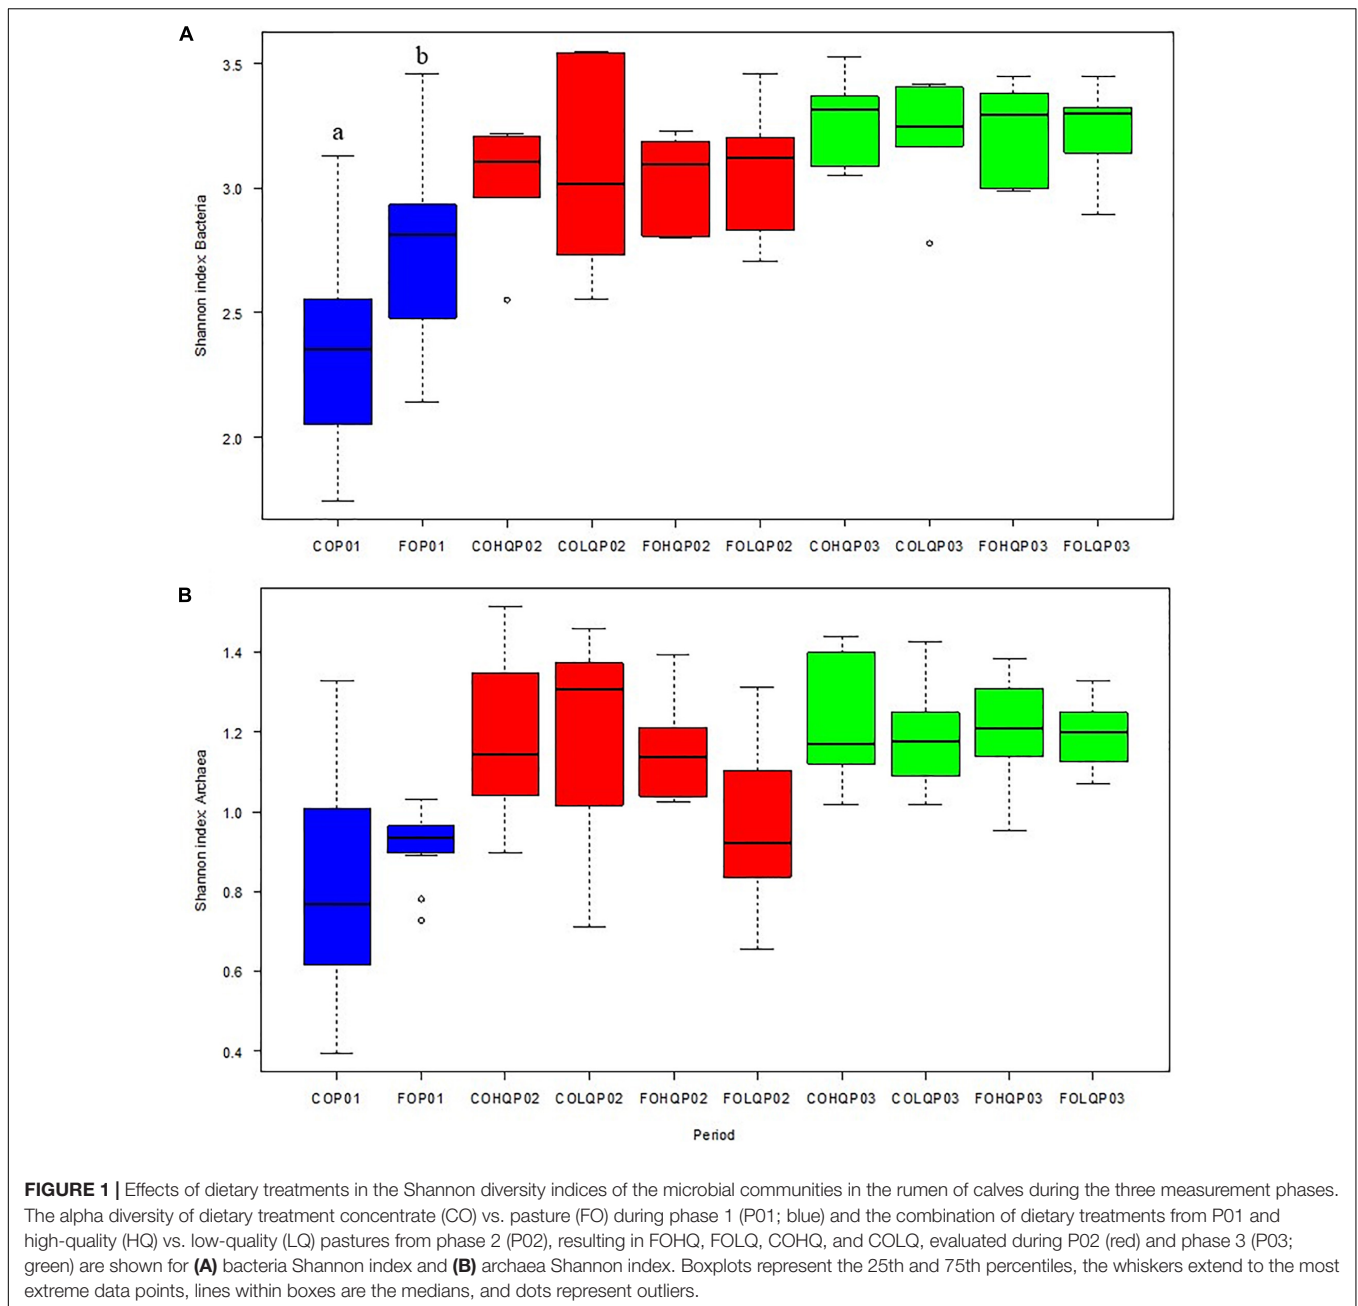 A
a
b
3.5
3.0
2.5
2.0
Shannon index Bacteria
COP01 FOP01 COHQP02 COLQP02 FOHQP02 FOLQP02 COHQP03 COLQP03 FOHQP03 FOLQP03
B
1.4
1.2
1.0
0.8
0.6
0.4
Shannon index Archaea
COP01 FOP01 COHQP02 COLQP02 FOHQP02 FOLQP02 COHQP03 COLQP03 FOHQP03 FOLQP03
Period
FIGURE 1 | Effects of dietary treatments in the Shannon diversity indices of the microbial communities in the rumen of calves during the three measurement phases.
The alpha diversity of dietary treatment concentrate (CO) vs. pasture (FO) during phase 1 (P01; blue) and the combination of dietary treatments from P01 and
high-quality (HQ) vs. low-quality (LQ) pastures from phase 2 (P02), resulting in FOHQ, FOLQ, COHQ, and COLQ, evaluated during P02 (red) and phase 3 (P03;
green) are shown for (A) bacteria Shannon index and (B) archaea Shannon index. Boxplots represent the 25th and 75th percentiles, the whiskers extend to the most
extreme data points, lines within boxes are the medians, and dots represent outliers.